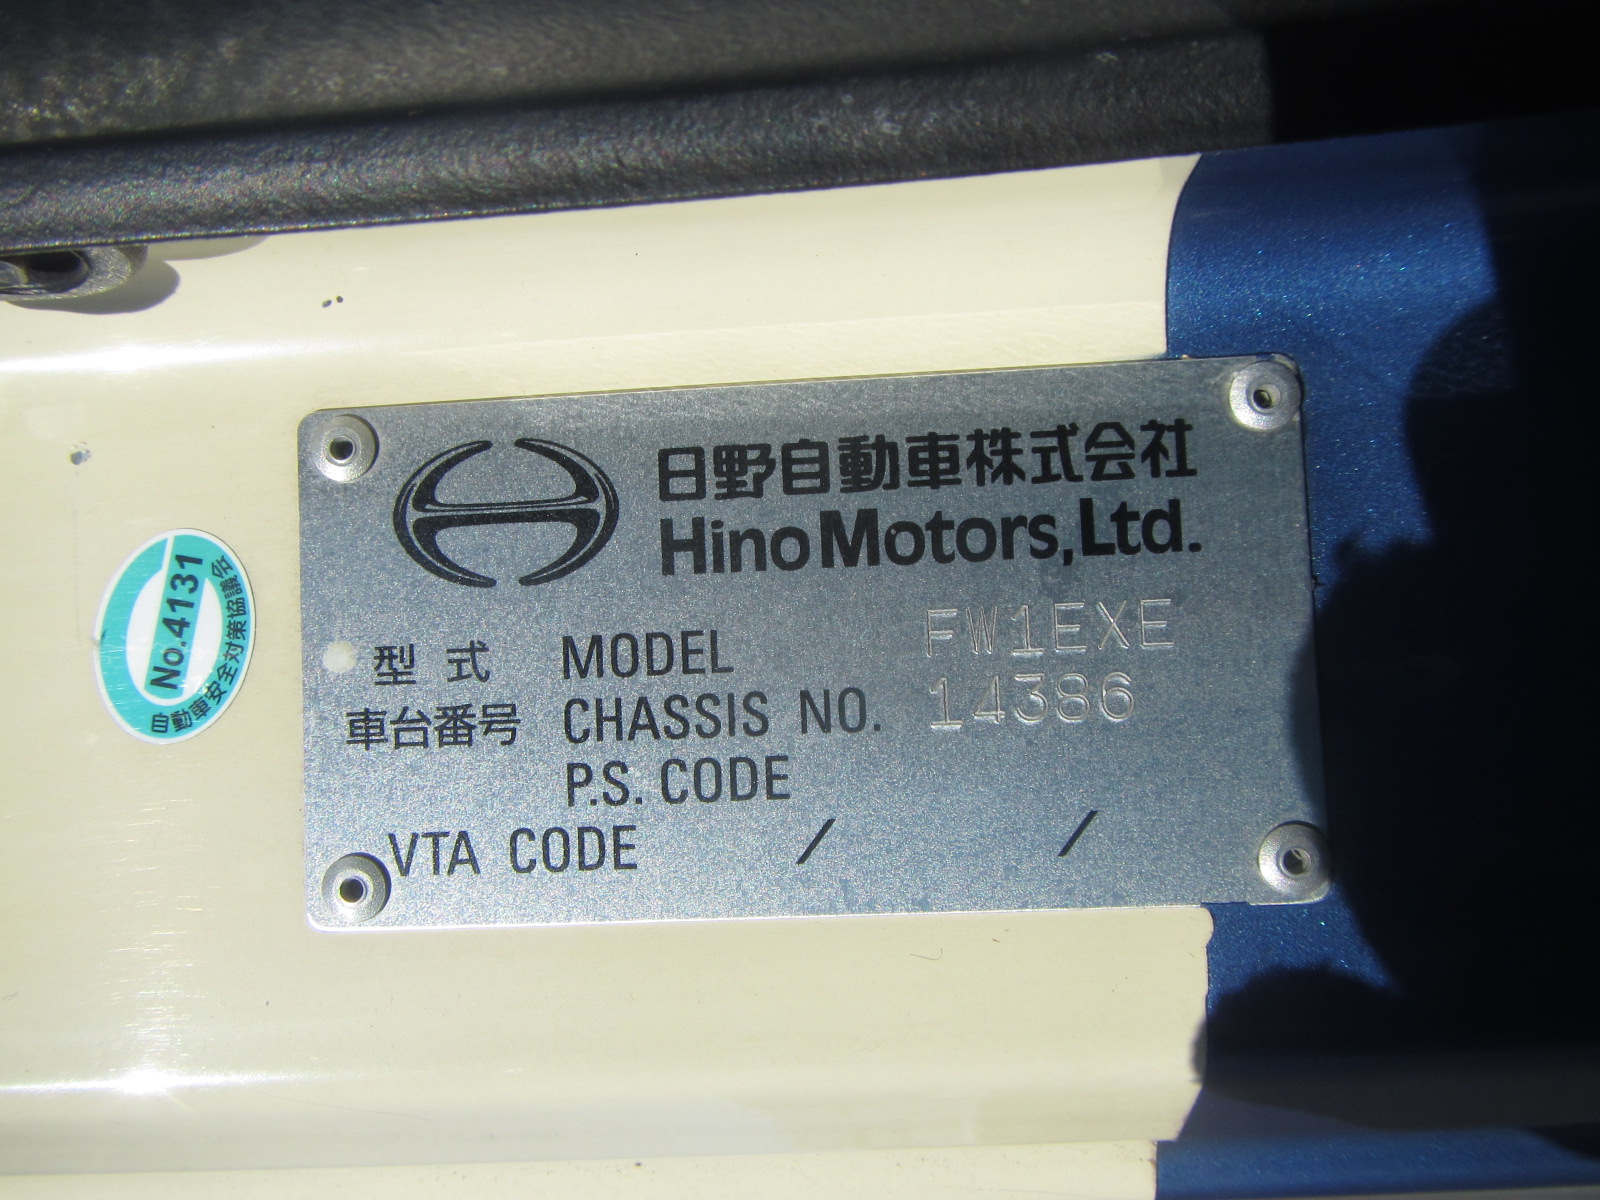 日野自動車株式会社
Hino Motors, Ltd.
型式 MODEL FW1EXE
車台番号 CHASSIS NO. 14386
P.S. CODE
VTA CODE / /
No.4131
自動車安全対策協議会